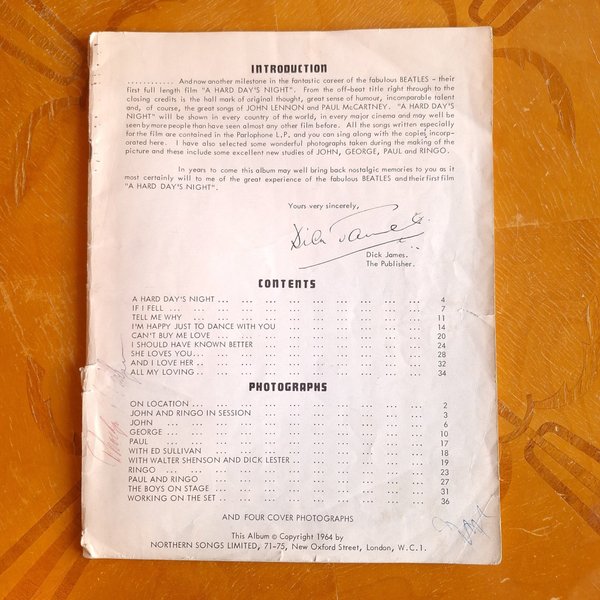 INTRODUCTION
............ And now another milestone in the fantastic career of the fabulous BEATLES – their
first full length film "A HARD DAY'S NIGHT". From the off-beat title right through to the
closing credits is the hall mark of original thought, great sense of humour, incomparable talent
and, of course, the great songs of JOHN LENNON and PAUL McCARTNEY. "A HARD DAY'S
NIGHT" will be shown in every country of the world, in every major cinema and may well be
seen by more people than have seen almost any other film before. All the songs written especially
for the film are contained in the Parlophone L.P. and you can sing along with the copies incorp-
orated here. I have also selected some wonderful photographs taken during the making of the
picture and these include some excellent new studies of JOHN, GEORGE, PAUL and RINGO.
In years to come this album may well bring back nostalgic memories to you as it
most certainly will to me of the great experience of the fabulous BEATLES and their first film
"A HARD DAY'S NIGHT".
Yours very sincerely,
Dick James
Dick James.
The Publisher.
CONTENTS
A HARD DAY'S NIGHT ... ... ... ... ... ... ... ... ... 4
IF I FELL ... ... ... ... ... ... ... ... ... ... 7
TELL ME WHY ... ... ... ... ... ... ... ... ... 11
I'M HAPPY JUST TO DANCE WITH YOU ... ... ... ... ... ... 14
CAN'T BUY ME LOVE ... ... ... ... ... ... ... ... 20
I SHOULD HAVE KNOWN BETTER ... ... ... ... ... ... 24
SHE LOVES YOU... ... ... ... ... ... ... ... ... 28
AND I LOVE HER .. ... ... ... ... ... ... ... ... 32
ALL MY LOVING .. ... ... ... ... ... ... ... ... 34
PHOTOGRAPHS
ON LOCATION ... ... ... ... ... ... ... ... ... 2
JOHN AND RINGO IN SESSION ... ... ... ... ... ... ... 3
JOHN ... ... ... ... ... ... ... ... ... ... 6
GEORGE ... ... ... ... ... ... ... ... ... ... 10
PAUL ... ... ... ... ... ... ... ... ... ... 17
WITH ED SULLIVAN ... ... ... ... ... ... ... ... 18
WITH WALTER SHENSON AND DICK LESTER .. ... ... ... ... ... 19
RINGO ... ... ... ... ... ... ... ... ... ... 23
PAUL AND RINGO ... ... ... ... ... ... ... ... ... 27
THE BOYS ON STAGE ... ... ... ... ... ... ... ... 31
WORKING ON THE SET .. ... ... ... ... ... ... ... 36
AND FOUR COVER PHOTOGRAPHS
This Album © Copyright 1964 by
NORTHERN SONGS LIMITED, 71-75, New Oxford Street, London, W.C.1.